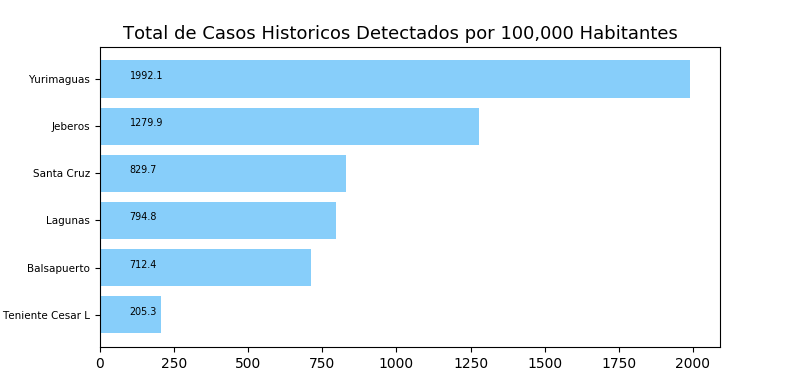 Total de Casos Historicos Detectados por 100,000 Habitantes
Yurimaguas 1992.1
Jeberos 1279.9
Santa Cruz 829.7
Lagunas 794.8
Balsapuerto 712.4
Teniente Cesar L 205.3
0 250 500 750 1000 1250 1500 1750 2000